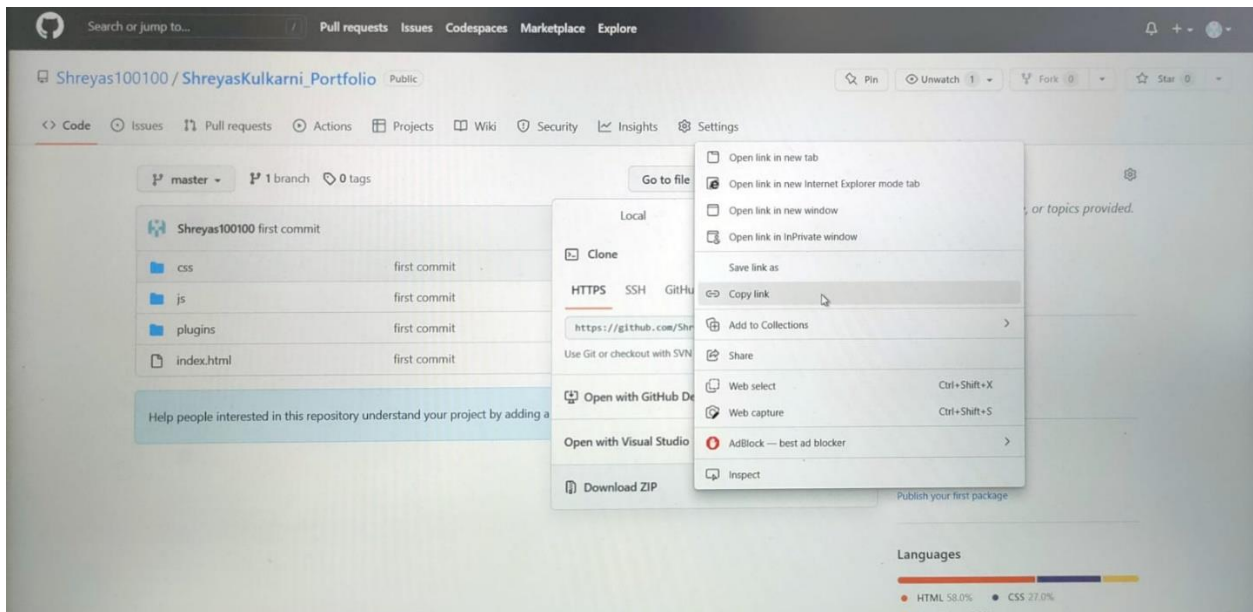 Search or jump to... / Pull requests Issues Codespaces Marketplace Explore
Shreyas100100 / ShreyasKulkarni_Portfolio Public Pin Unwatch 1 Fork 0 Star 0
Code Issues Pull requests Actions Projects Wiki Security Insights Settings
master 1 branch 0 tags Go to file
Shreyas100100 first commit
css first commit
js first commit
plugins first commit
index.html first commit
Help people interested in this repository understand your project by adding a
Local
Clone
HTTPS SSH GitHu
https://github.com/Shr
Use Git or checkout with SVN
Open with GitHub De
Open with Visual Studio
Download ZIP
Open link in new tab
Open link in new Internet Explorer mode tab
Open link in new window
Open link in InPrivate window
Save link as
Copy link
Add to Collections
Share
Web select Ctrl+Shift+X
Web capture Ctrl+Shift+S
AdBlock — best ad blocker
Inspect
, or topics provided.
Publish your first package
Languages
HTML 58.0% CSS 27.0%